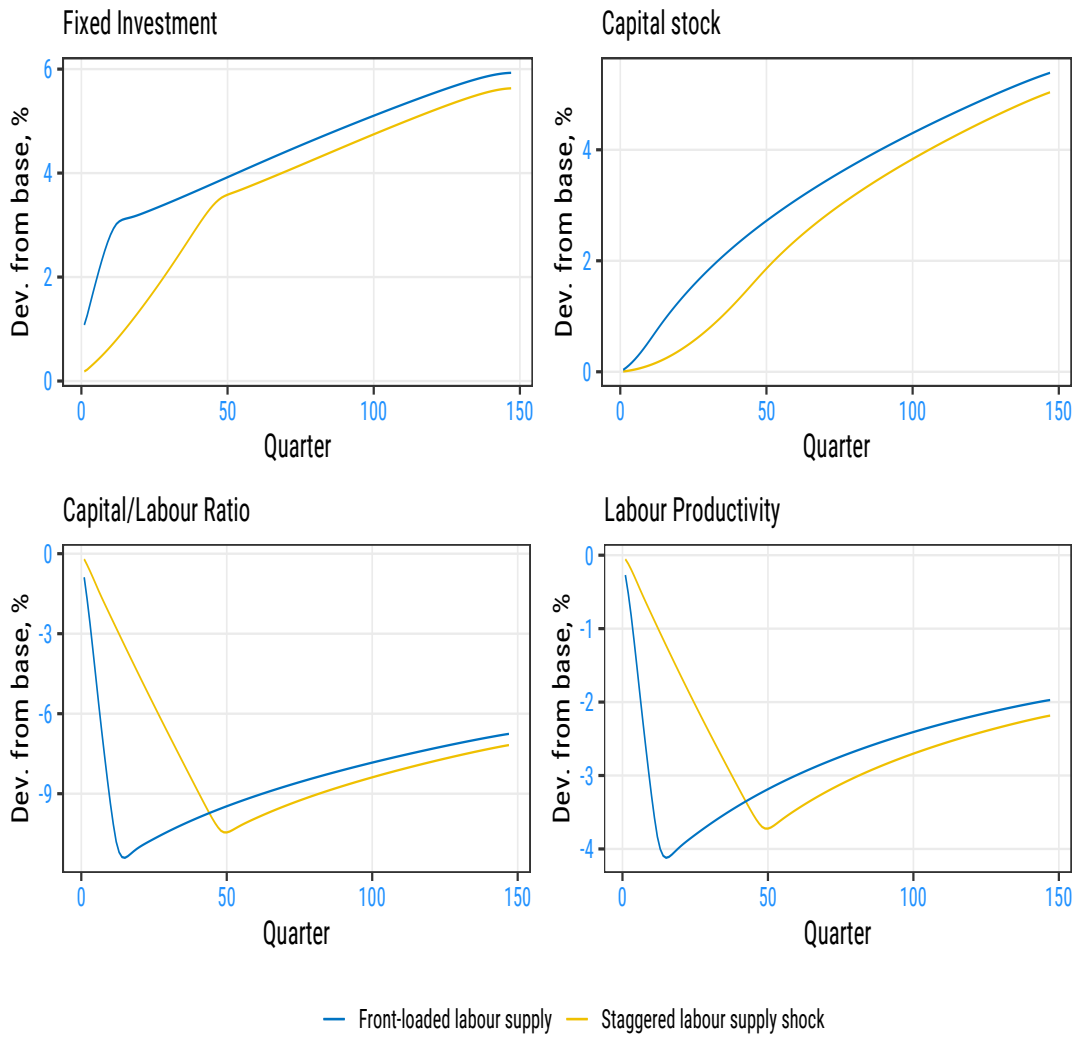 Fixed Investment
Capital stock
Dev. from base, %
6
4
2
0
0 50 100 150
Quarter
Dev. from base, %
4
2
0
0 50 100 150
Quarter
Capital/Labour Ratio
Labour Productivity
Dev. from base, %
0
-3
-6
-9
0 50 100 150
Quarter
Dev. from base, %
0
-1
-2
-3
-4
0 50 100 150
Quarter
Front-loaded labour supply Staggered labour supply shock